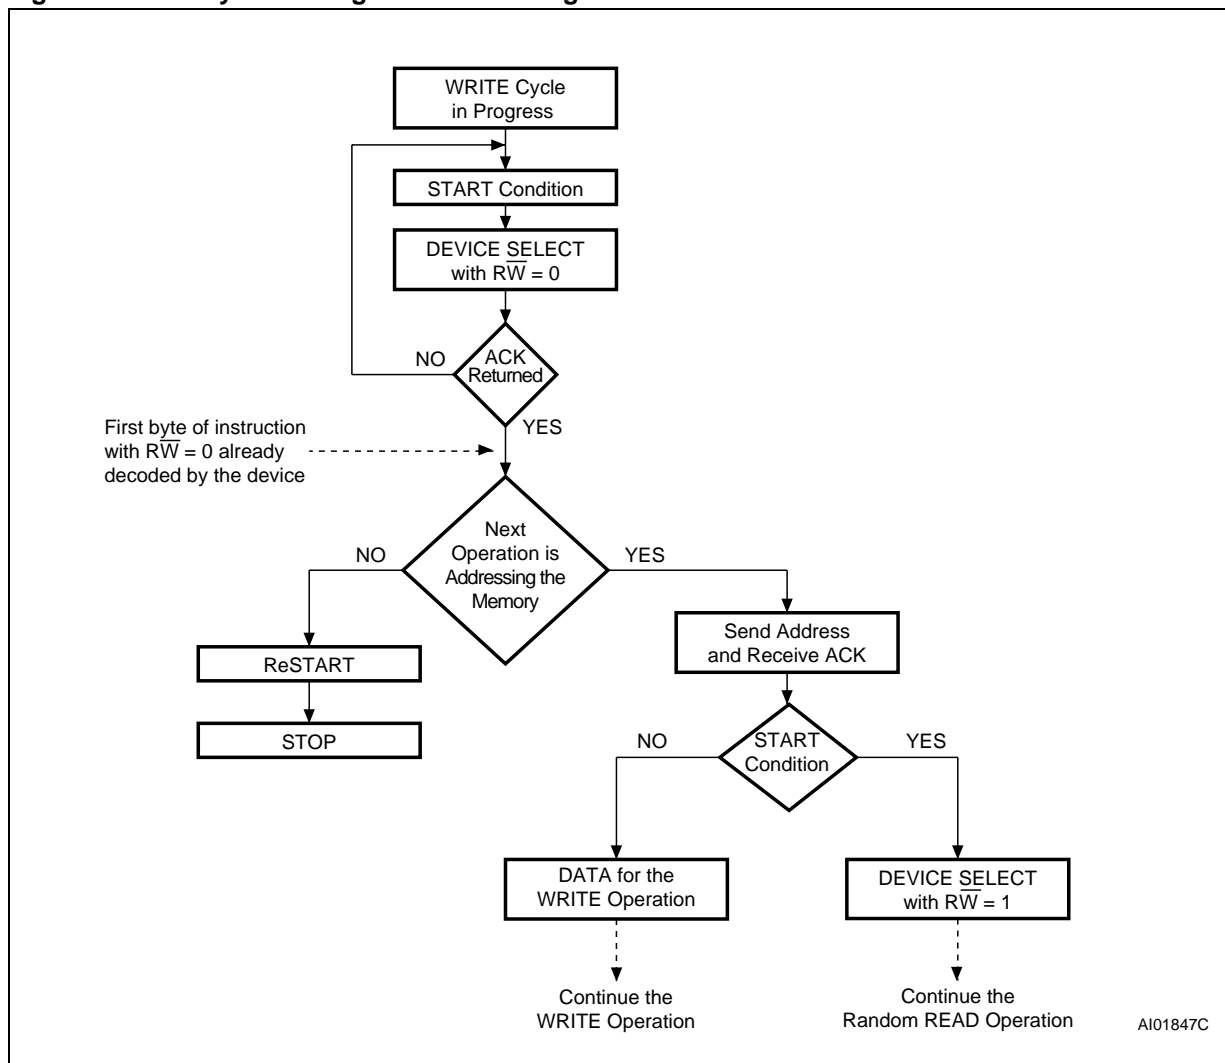 WRITE Cycle
in Progress
START Condition
DEVICE SELECT
with RW̅ = 0
NO
ACK
Returned
YES
First byte of instruction
with RW̅ = 0 already
decoded by the device
NO
Next
Operation is
Addressing the
Memory
YES
Send Address
and Receive ACK
ReSTART
STOP
NO
START
Condition
YES
DATA for the
WRITE Operation
DEVICE SELECT
with RW̅ = 1
Continue the
WRITE Operation
Continue the
Random READ Operation
AI01847C